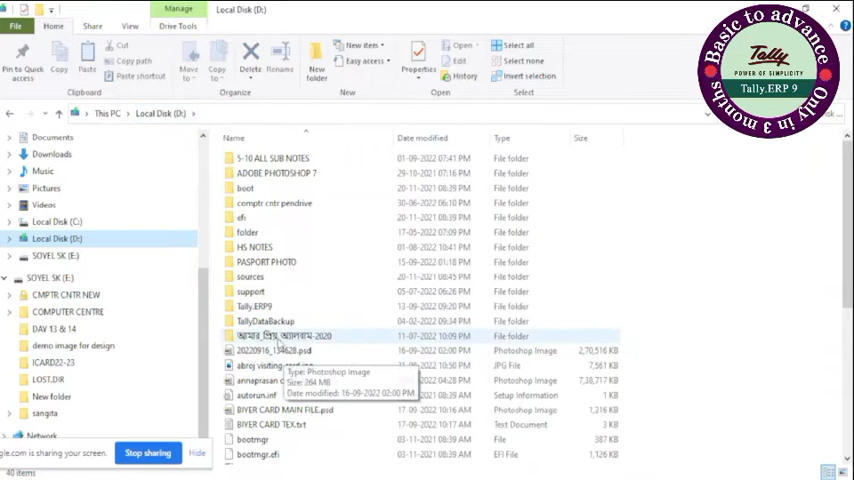 Manage
Local Disk (D:)
File
Home
Share
View
Drive Tools
Pin to Quick access
Copy
Paste
Cut
Copy path
Paste shortcut
Clipboard
Move to
Copy to
Delete
Rename
Organize
New folder
New item
Easy access
New
Properties
Open
Edit
History
Open
Select all
Select none
Invert selection
Select
Basic to advance
Tally
POWER OF SIMPLICITY
Tally.ERP 9
Only in 3 months
This PC
Local Disk (D:)
Documents
Downloads
Music
Pictures
Videos
Local Disk (C:)
Local Disk (D:)
SOYEL SK (E:)
SOYEL SK (E:)
CMPTR CNTR NEW
COMPUTER CENTRE
DAY 13 & 14
demo image for design
ICARD22-23
LOST.DIR
New folder
sangita
Network
Name Date modified Type Size
5-10 ALL SUB NOTES 01-09-2022 07:41 PM File folder
ADOBE PHOTOSHOP 7 29-10-2021 07:16 PM File folder
boot 20-11-2021 08:39 PM File folder
comptr cntr pendrive 30-06-2022 06:10 PM File folder
efi 20-11-2021 08:39 PM File folder
folder 17-05-2022 07:09 PM File folder
HS NOTES 01-08-2022 10:41 PM File folder
PASPORT PHOTO 15-09-2022 01:18 PM File folder
sources 20-11-2021 08:45 PM File folder
support 05-07-2022 06:26 PM File folder
Tally.ERP9 13-09-2022 09:20 PM File folder
TallyDataBackup 04-02-2022 09:34 PM File folder
আমার_প্রিয়_অ্যালবাম-2020 11-07-2022 10:09 PM File folder
20220916_134628.psd 16-09-2022 02:00 PM Photoshop Image 2,70,516 KB
abroj visiting JPG File 7,561 KB
annaprasan 04:28 PM Photoshop Image 7,38,717 KB
autorun.inf Setup Information 1 KB
BIYER CARD MAIN FILE.psd 17-09-2022 10:16 AM Photoshop Image 1,316 KB
BIYER CARD TEX.txt 17-09-2022 10:17 AM Text Document 2 KB
bootmgr 03-11-2021 08:39 AM File 387 KB
bootmgr.efi 03-11-2021 08:39 AM EFI File 1,126 KB
Type: Photoshop Image
Size: 264 MB
Date modified: 16-09-2022 02:00 PM
gle.com is sharing your screen.
Stop sharing
Hide
40 items